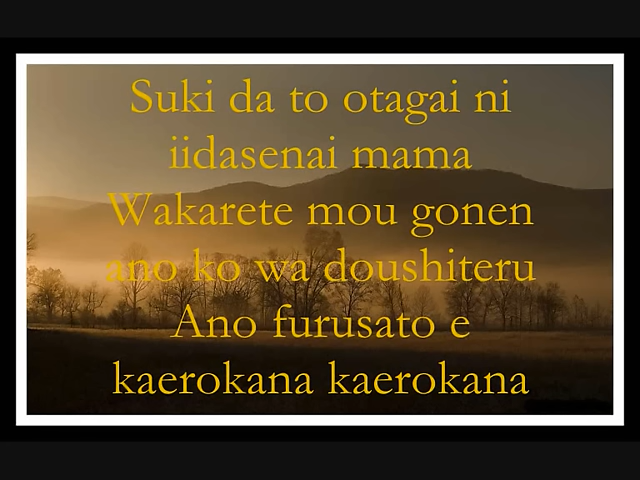 Suki da to otagai ni
iidasenai mama
Wakarete mou gonen
ano ko wa doushiteru
Ano furusato e
kaerokana kaerokana